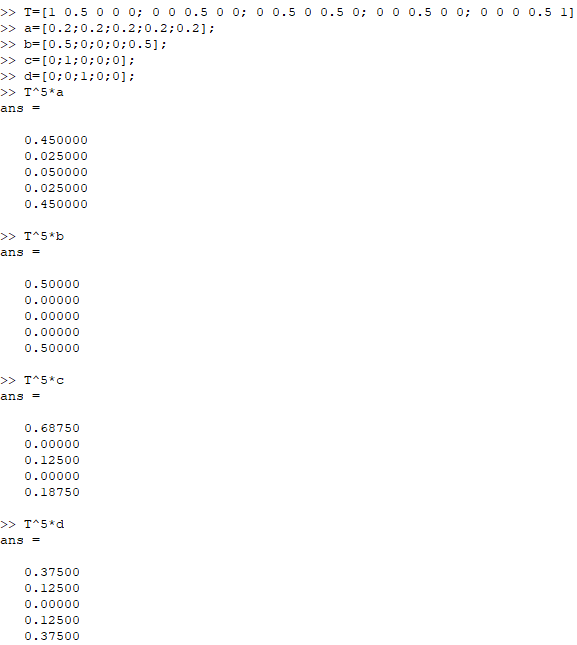 >> T=[1 0.5 0 0 0; 0 0 0.5 0 0; 0 0.5 0 0.5 0; 0 0 0.5 0 0; 0 0 0 0.5 1]
>> a=[0.2;0.2;0.2;0.2;0.2];
>> b=[0.5;0;0;0;0.5];
>> c=[0;1;0;0;0];
>> d=[0;0;1;0;0];
>> T^5*a
ans =
0.450000
0.025000
0.050000
0.025000
0.450000
>> T^5*b
ans =
0.50000
0.00000
0.00000
0.00000
0.50000
>> T^5*c
ans =
0.68750
0.00000
0.12500
0.00000
0.18750
>> T^5*d
ans =
0.37500
0.12500
0.00000
0.12500
0.37500